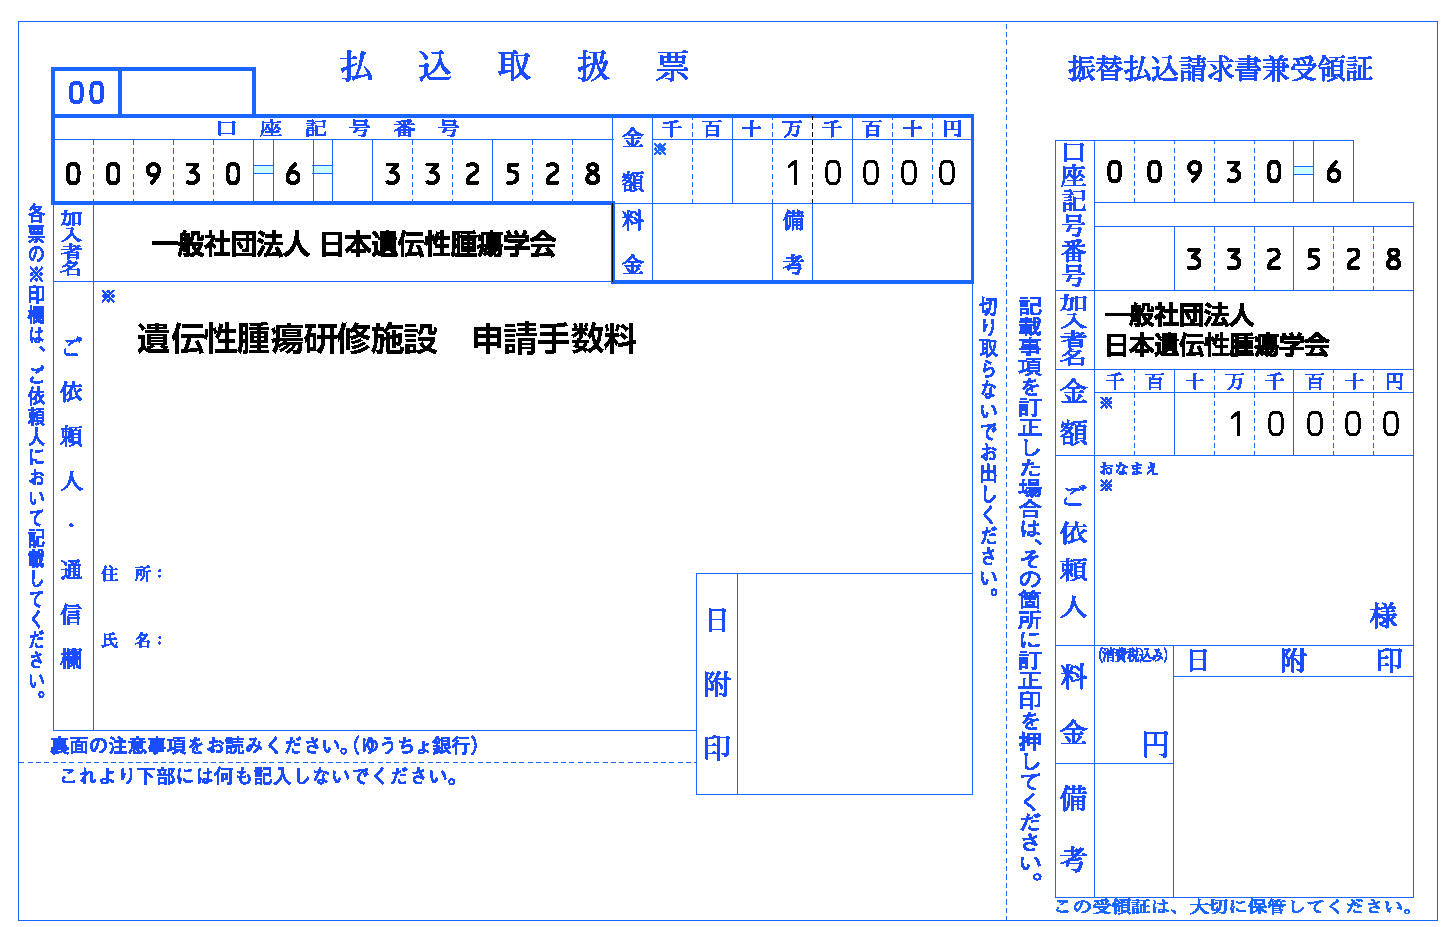 払込取扱票
00
口座記号番号
00930-6- 332528
金額
千百十万千百十円
※
10000
加入者名
一般社団法人 日本遺伝性腫瘍学会
料金
備考
ご依頼人・通信欄
※
遺伝性腫瘍研修施設 申請手数料
住 所：
氏 名：
日附印
各票の※印欄は、ご依頼人において記載してください。
裏面の注意事項をお読みください。(ゆうちょ銀行)
これより下部には何も記入しないでください。
切り取らないでお出しください。
記載事項を訂正した場合は、その箇所に訂正印を押してください。
振替払込請求書兼受領証
口座記号番号
00930-6
332528
加入者名
一般社団法人
日本遺伝性腫瘍学会
金額
千百十万千百十円
※
10000
ご依頼人
おなまえ
※
様
料金
(消費税込み)
円
日附印
備考
この受領証は、大切に保管してください。